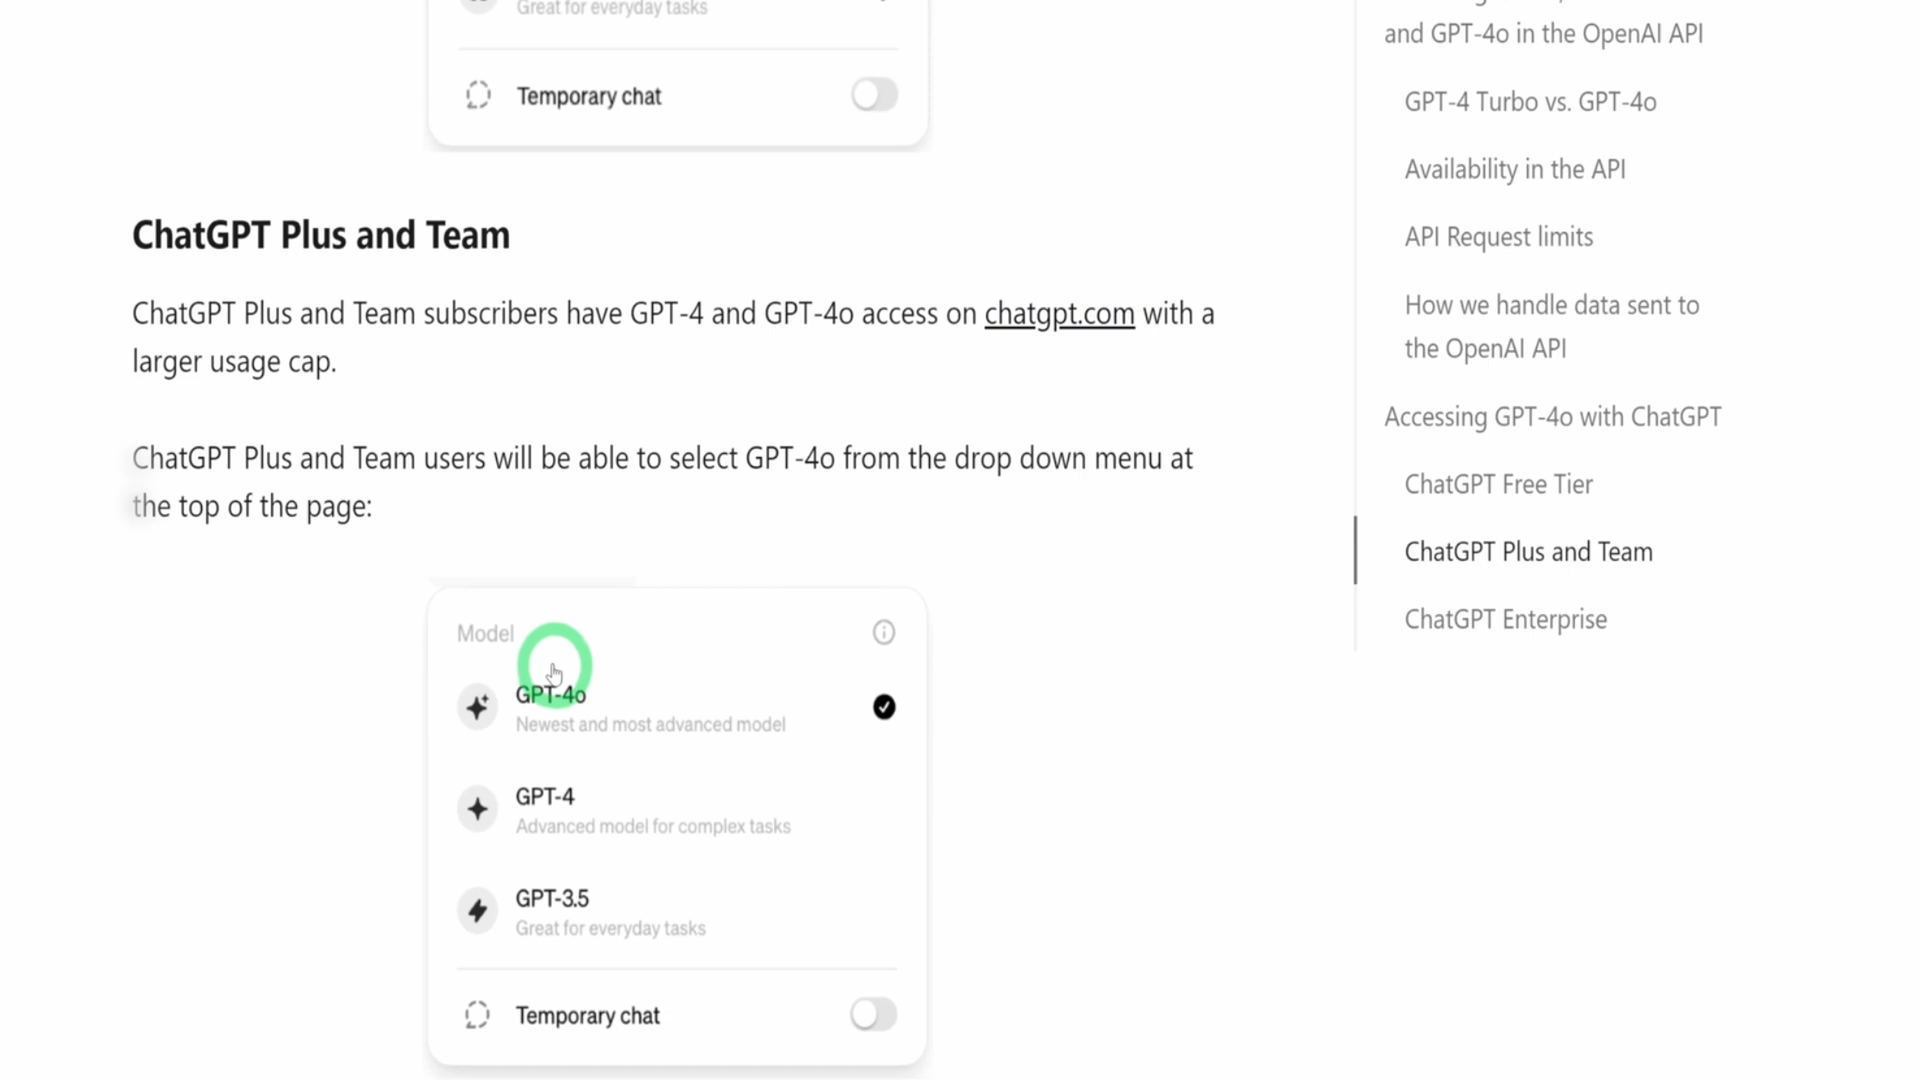 Great for everyday tasks
Temporary chat
ChatGPT Plus and Team
ChatGPT Plus and Team subscribers have GPT-4 and GPT-4o access on chatgpt.com with a
larger usage cap.
ChatGPT Plus and Team users will be able to select GPT-4o from the drop down menu at
the top of the page:
Model
GPT-4o
Newest and most advanced model
GPT-4
Advanced model for complex tasks
GPT-3.5
Great for everyday tasks
Temporary chat
and GPT-4o in the OpenAI API
GPT-4 Turbo vs. GPT-4o
Availability in the API
API Request limits
How we handle data sent to
the OpenAI API
Accessing GPT-4o with ChatGPT
ChatGPT Free Tier
ChatGPT Plus and Team
ChatGPT Enterprise